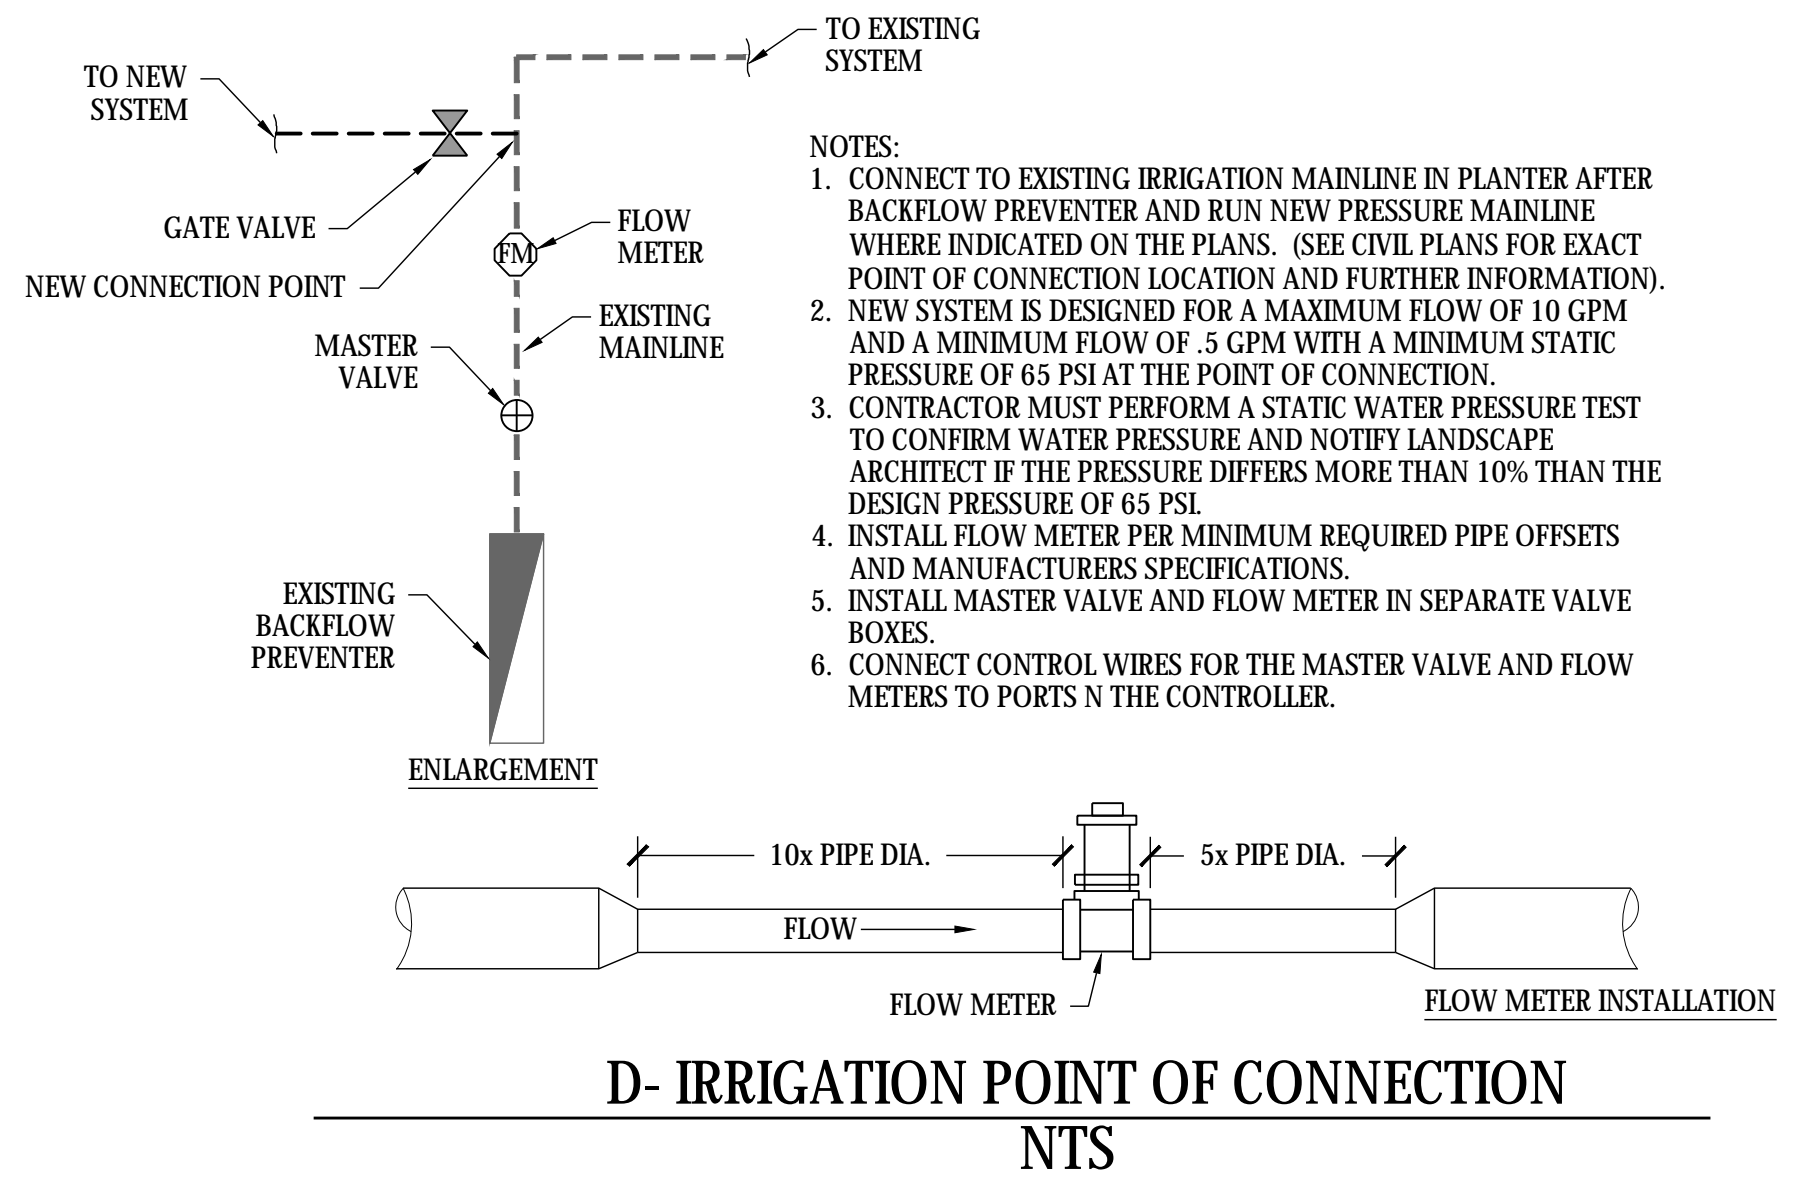 TO EXISTING
SYSTEM
TO NEW
SYSTEM
GATE VALVE
NEW CONNECTION POINT
FM
FLOW
METER
EXISTING
MAINLINE
MASTER
VALVE
EXISTING
BACKFLOW
PREVENTER
ENLARGEMENT
NOTES:
1. CONNECT TO EXISTING IRRIGATION MAINLINE IN PLANTER AFTER
BACKFLOW PREVENTER AND RUN NEW PRESSURE MAINLINE
WHERE INDICATED ON THE PLANS. (SEE CIVIL PLANS FOR EXACT
POINT OF CONNECTION LOCATION AND FURTHER INFORMATION).
2. NEW SYSTEM IS DESIGNED FOR A MAXIMUM FLOW OF 10 GPM
AND A MINIMUM FLOW OF .5 GPM WITH A MINIMUM STATIC
PRESSURE OF 65 PSI AT THE POINT OF CONNECTION.
3. CONTRACTOR MUST PERFORM A STATIC WATER PRESSURE TEST
TO CONFIRM WATER PRESSURE AND NOTIFY LANDSCAPE
ARCHITECT IF THE PRESSURE DIFFERS MORE THAN 10% THAN THE
DESIGN PRESSURE OF 65 PSI.
4. INSTALL FLOW METER PER MINIMUM REQUIRED PIPE OFFSETS
AND MANUFACTURERS SPECIFICATIONS.
5. INSTALL MASTER VALVE AND FLOW METER IN SEPARATE VALVE
BOXES.
6. CONNECT CONTROL WIRES FOR THE MASTER VALVE AND FLOW
METERS TO PORTS N THE CONTROLLER.
10x PIPE DIA.
5x PIPE DIA.
FLOW
FLOW METER
FLOW METER INSTALLATION
D- IRRIGATION POINT OF CONNECTION
NTS